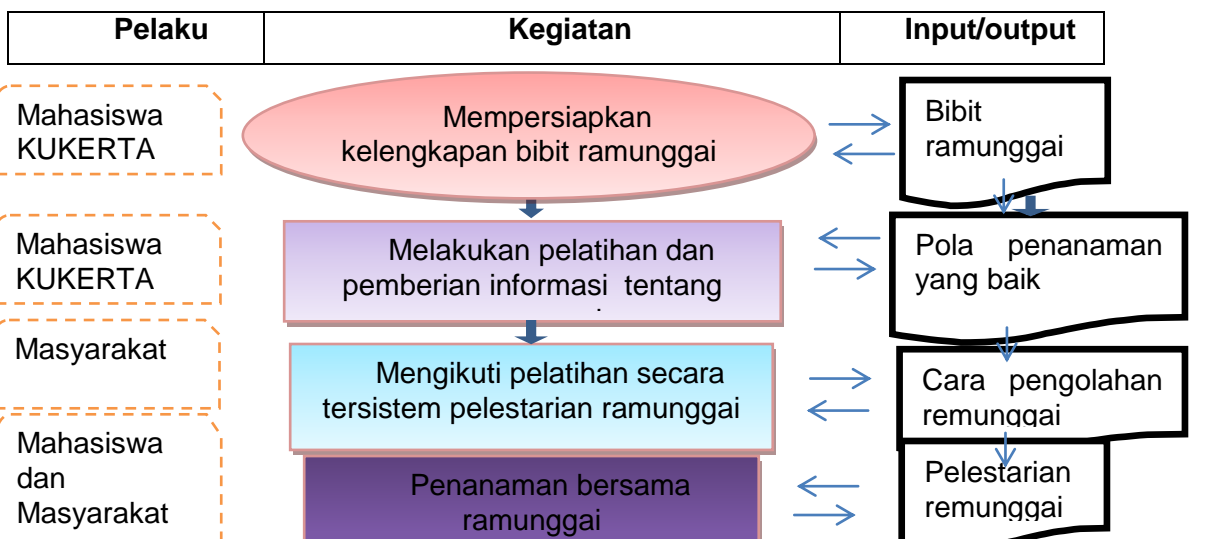 Pelaku Kegiatan Input/output
Mahasiswa
KUKERTA
Mempersiapkan
kelengkapan bibit ramunggai
Bibit
ramunggai
Mahasiswa
KUKERTA
Melakukan pelatihan dan
pemberian informasi tentang
Pola penanaman
yang baik
Masyarakat
Mengikuti pelatihan secara
tersistem pelestarian ramunggai
Cara pengolahan
remunggai
Mahasiswa
dan
Masyarakat
Penanaman bersama
ramunggai
Pelestarian
remunggai